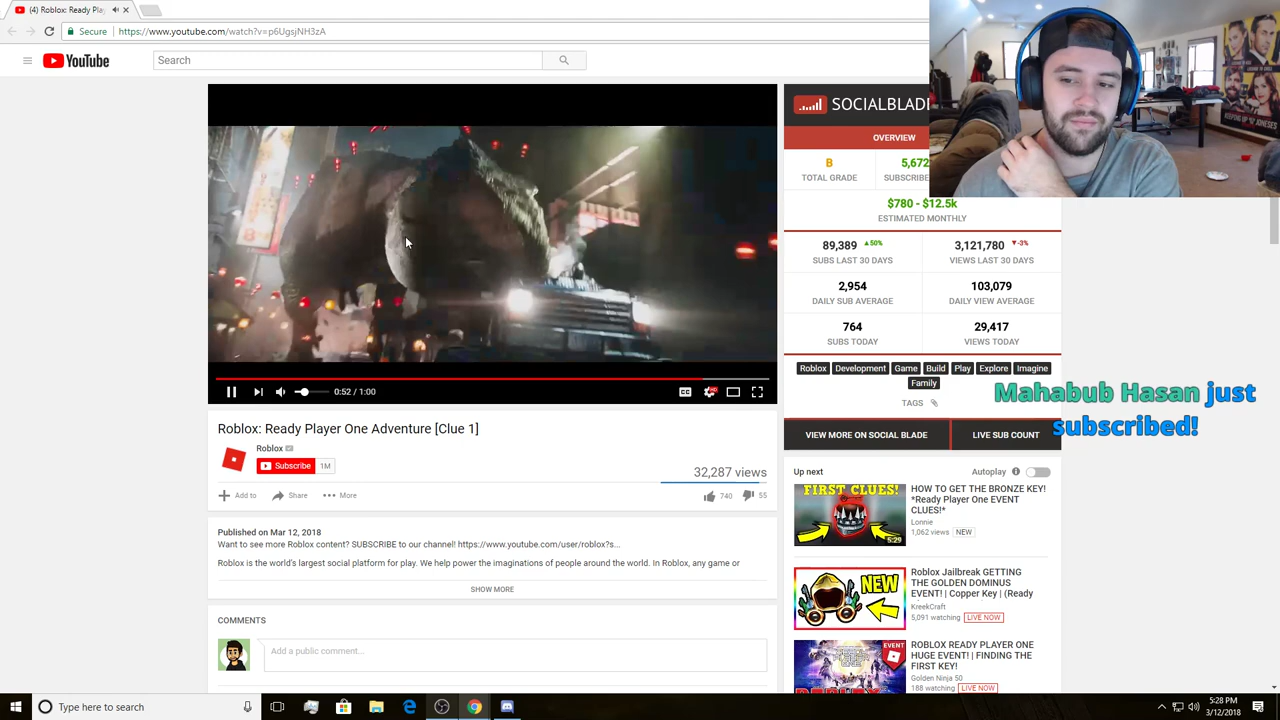 (4) Roblox: Ready Play
Secure
https://www.youtube.com/watch?v=p6UgsjNH3zA
YouTube
Search
SOCIALBLADE
OVERVIEW
B
5,672
TOTAL GRADE
$780 - $12.5k
ESTIMATED MONTHLY
89,389 ▲50%
3,121,780 ▼-3%
SUBS LAST 30 DAYS
VIEWS LAST 30 DAYS
2,954
103,079
DAILY SUB AVERAGE
DAILY VIEW AVERAGE
764
29,417
SUBS TODAY
VIEWS TODAY
Roblox Development Game Build Play Explore Imagine
Family
TAGS
VIEW MORE ON SOCIAL BLADE
LIVE SUB COUNT
Mahabub Hasan just
subscribed!
0:52 / 1:00
CC
HD
Roblox: Ready Player One Adventure [Clue 1]
Roblox
Subscribe 1M
32,287 views
Add to
Share
More
740
55
Published on Mar 12, 2018
Want to see more Roblox content? SUBSCRIBE to our channel! https://www.youtube.com/user/roblox?s...
Roblox is the world's largest social platform for play. We help power the imaginations of people around the world. In Roblox, any game or
SHOW MORE
COMMENTS
Add a public comment...
Up next
Autoplay
FIRST CLUES!
5:29
HOW TO GET THE BRONZE KEY!
*Ready Player One EVENT
CLUES!*
Lonnie
1,062 views NEW
NEW
Roblox Jailbreak GETTING
THE GOLDEN DOMINUS
EVENT! | Copper Key | (Ready
KreekCraft
5,091 watching LIVE NOW
EVENT
ROBLOX READY PLAYER ONE
HUGE EVENT! | FINDING THE
FIRST KEY!
Golden Ninja 50
188 watching LIVE NOW
Type here to search
5:28 PM
3/12/2018